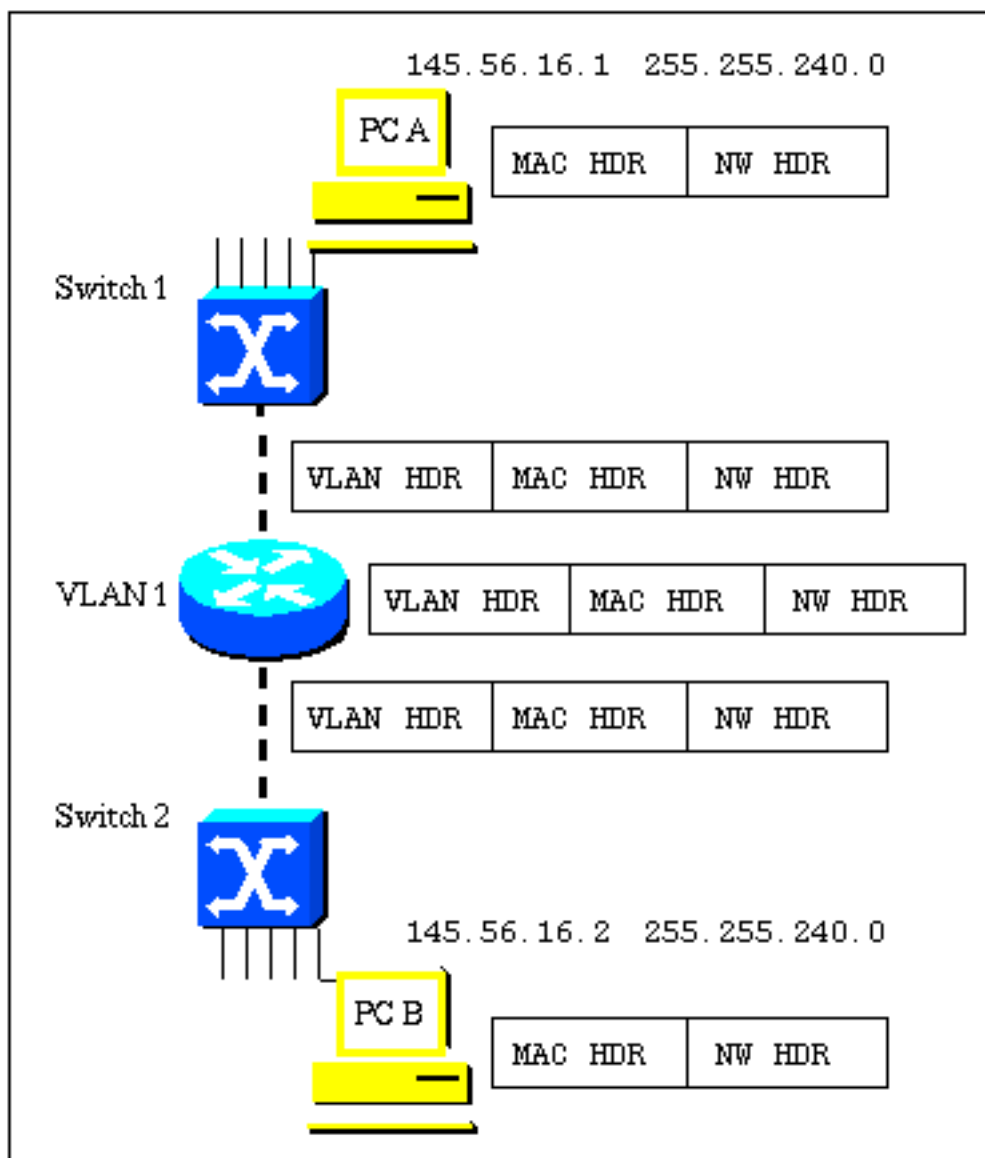 145.56.16.1 255.255.240.0
PC A
MAC HDR NW HDR
Switch 1
VLAN HDR MAC HDR NW HDR
VLAN 1
VLAN HDR MAC HDR NW HDR
VLAN HDR MAC HDR NW HDR
Switch 2
145.56.16.2 255.255.240.0
PC B
MAC HDR NW HDR